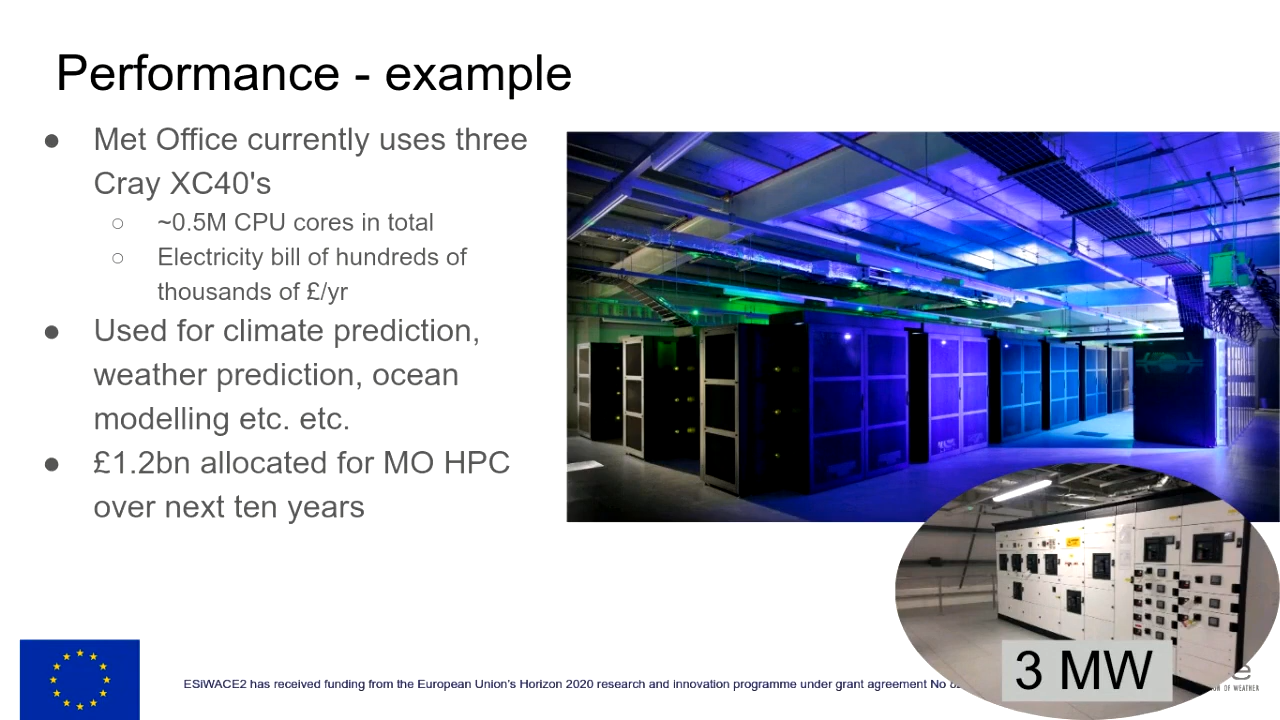 Performance - example
● Met Office currently uses three
Cray XC40's
○ ~0.5M CPU cores in total
○ Electricity bill of hundreds of
thousands of £/yr
● Used for climate prediction,
weather prediction, ocean
modelling etc. etc.
● £1.2bn allocated for MO HPC
over next ten years
3 MW
ESiWACE2 has received funding from the European Union's Horizon 2020 research and innovation programme under grant agreement No
OF WEATHER